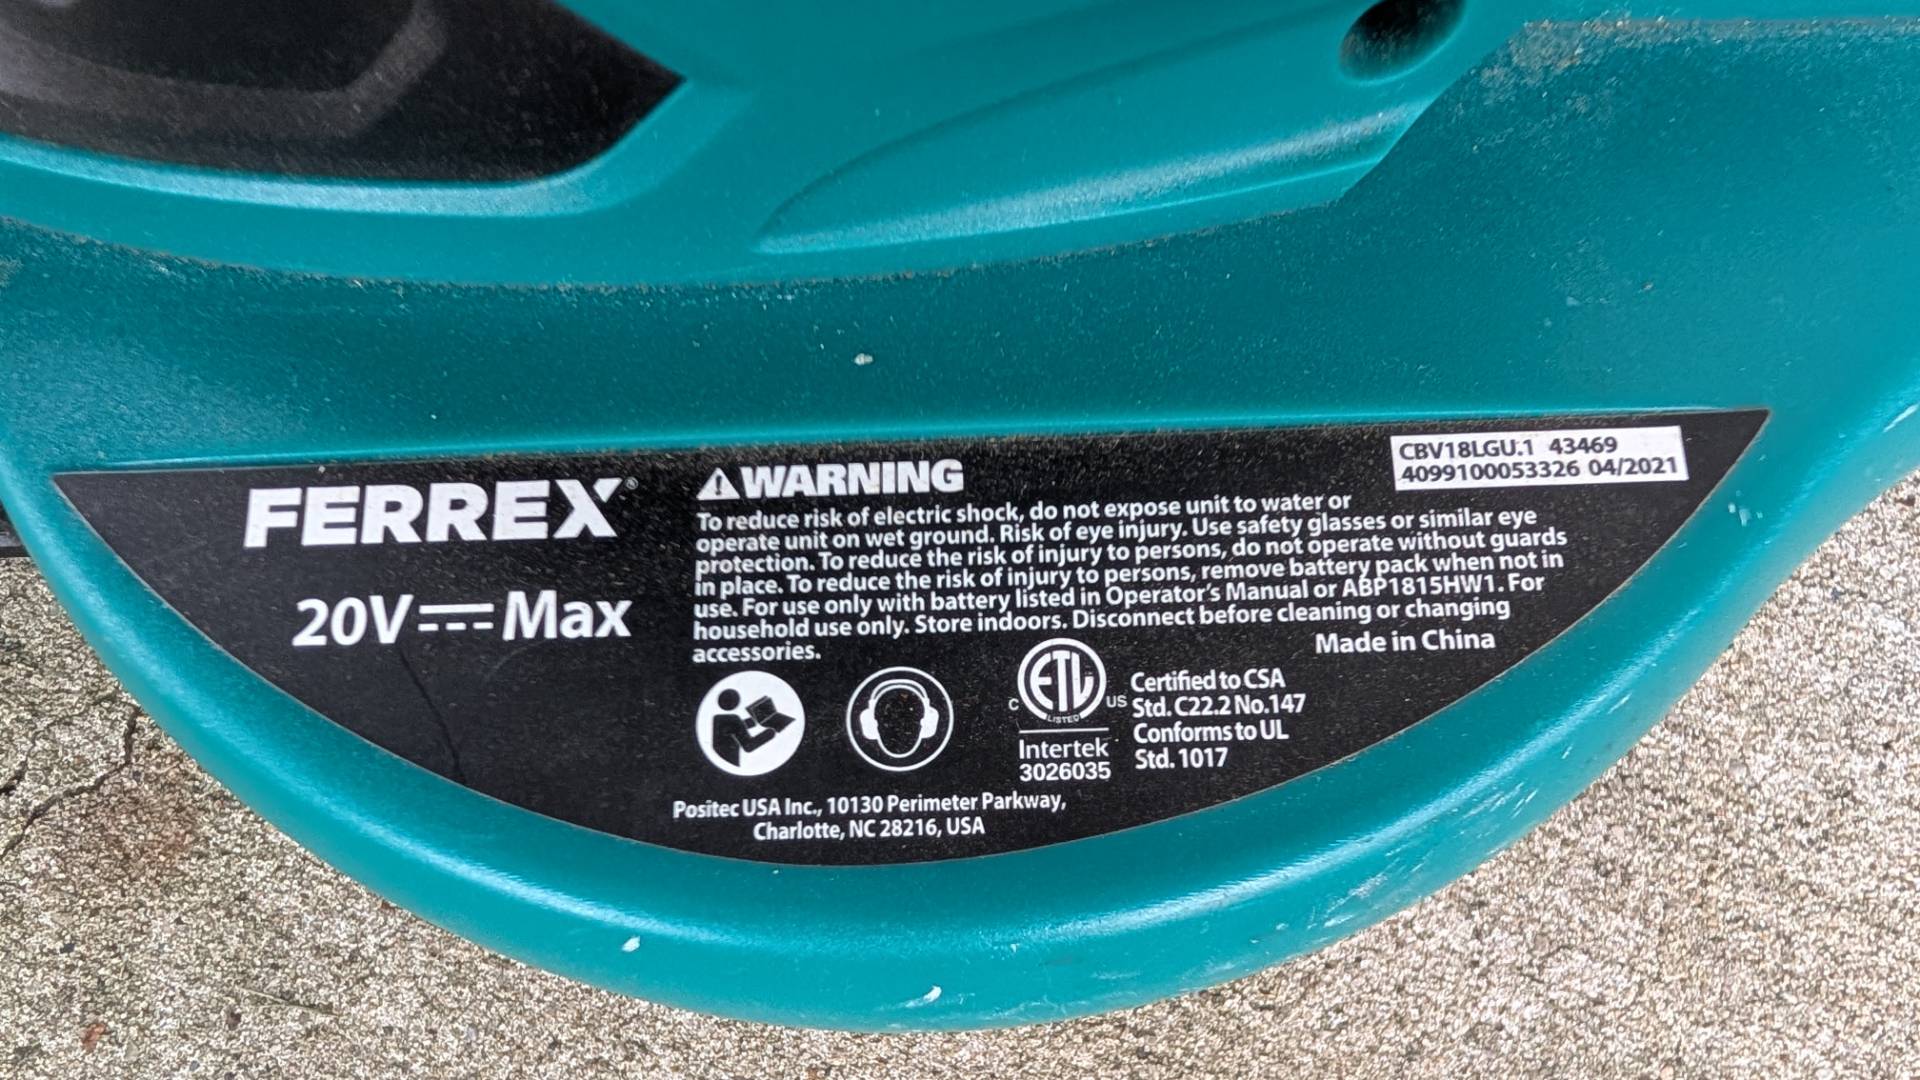 FERREX®
20V Max
WARNING
To reduce risk of electric shock, do not expose unit to water or
operate unit on wet ground. Risk of eye injury. Use safety glasses or similar eye
protection. To reduce the risk of injury to persons, do not operate without guards
in place. To reduce the risk of injury to persons, remove battery pack when not in
use. For use only with battery listed in Operator's Manual or ABP1815HW1. For
household use only. Store indoors. Disconnect before cleaning or changing
accessories.
Made in China
CBV18LGU.1 43469
4099100053326 04/2021
C ETL US
LISTED
Intertek
3026035
Certified to CSA
Std. C22.2 No.147
Conforms to UL
Std. 1017
Positec USA Inc., 10130 Perimeter Parkway,
Charlotte, NC 28216, USA